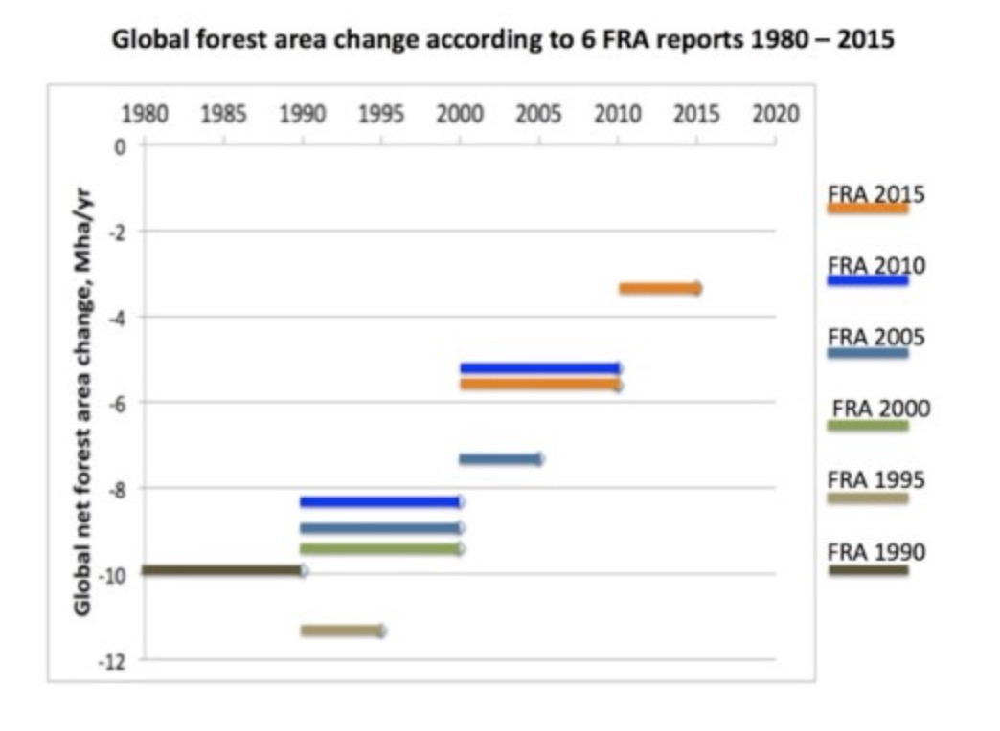 Global forest area change according to 6 FRA reports 1980 – 2015
1980 1985 1990 1995 2000 2005 2010 2015 2020
0
-2
-4
-6
-8
-10
-12
Global net forest area change, Mha/yr
FRA 2015
FRA 2010
FRA 2005
FRA 2000
FRA 1995
FRA 1990